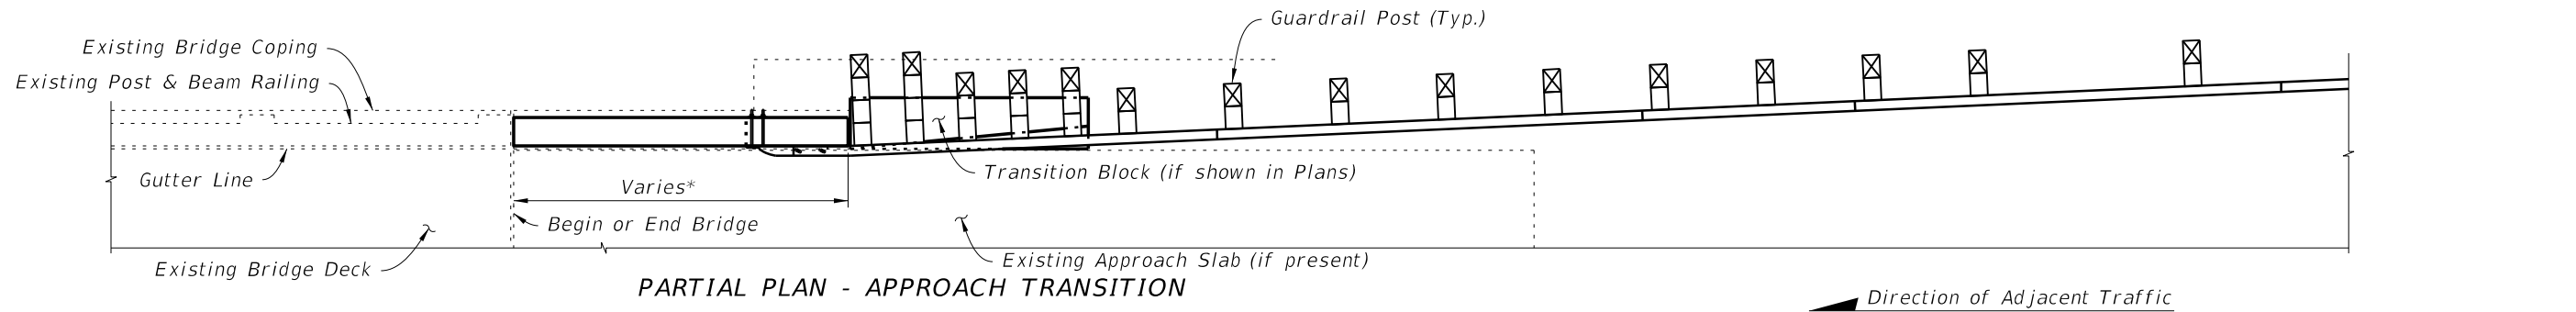 Guardrail Post (Typ.)
Existing Bridge Coping
Existing Post & Beam Railing
Gutter Line
Transition Block (if shown in Plans)
Varies*
Begin or End Bridge
Existing Bridge Deck
Existing Approach Slab (if present)
PARTIAL PLAN - APPROACH TRANSITION
Direction of Adjacent Traffic